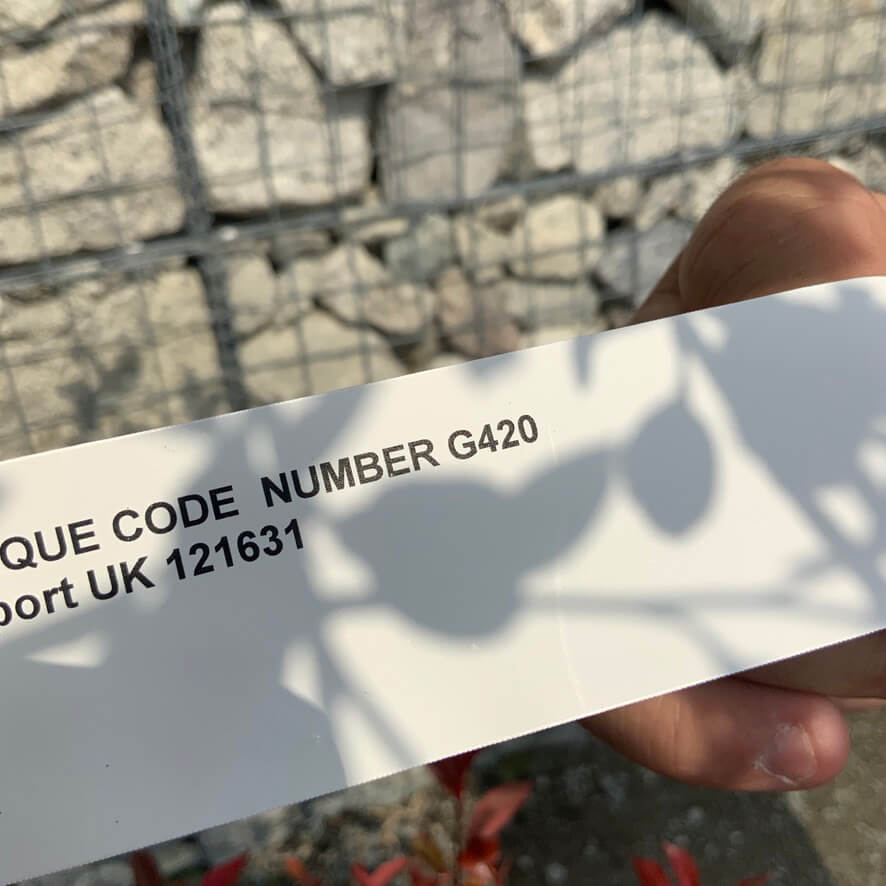 QUE CODE NUMBER G420
port UK 121631